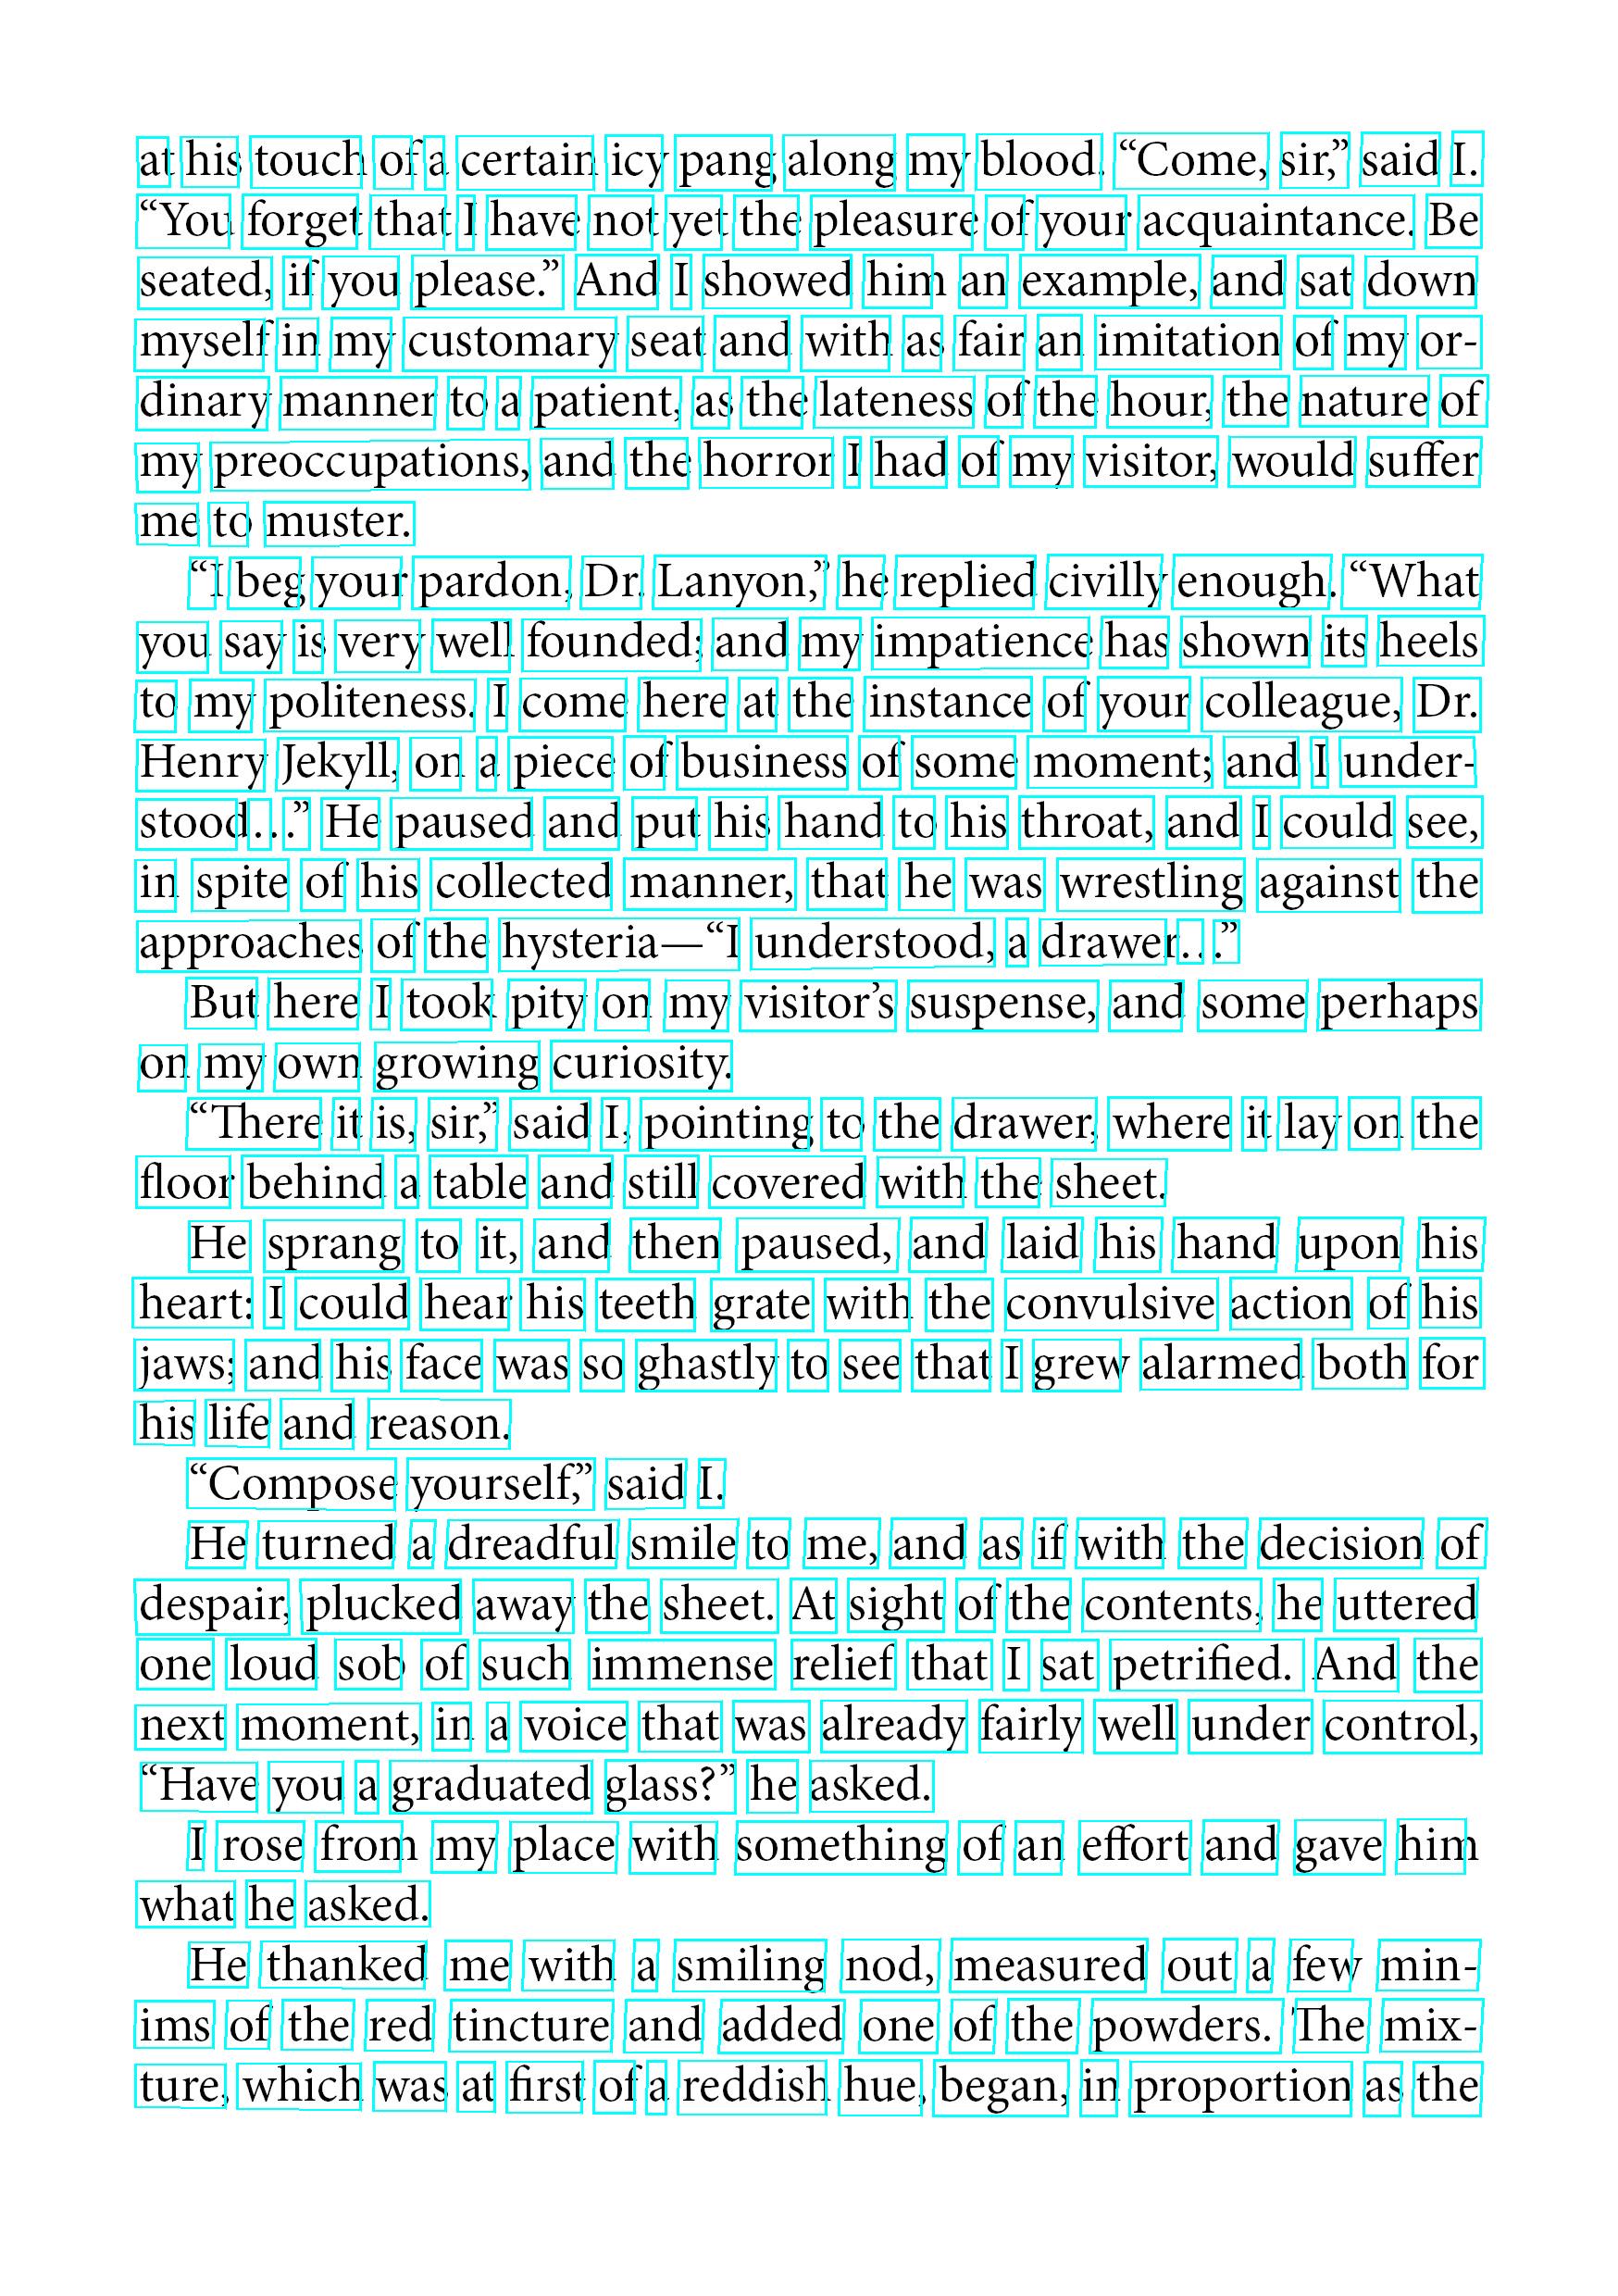 at his touch of a certain icy pang along my blood. “Come, sir,” said I.
“You forget that I have not yet the pleasure of your acquaintance. Be
seated, if you please.” And I showed him an example, and sat down
myself in my customary seat and with as fair an imitation of my or-
dinary manner to a patient, as the lateness of the hour, the nature of
my preoccupations, and the horror I had of my visitor, would suffer
me to muster.
“I beg your pardon, Dr. Lanyon,” he replied civilly enough. “What
you say is very well founded; and my impatience has shown its heels
to my politeness. I come here at the instance of your colleague, Dr.
Henry Jekyll, on a piece of business of some moment; and I under-
stood…” He paused and put his hand to his throat, and I could see,
in spite of his collected manner, that he was wrestling against the
approaches of the hysteria—“I understood, a drawer…”
But here I took pity on my visitor’s suspense, and some perhaps
on my own growing curiosity.
“There it is, sir,” said I, pointing to the drawer, where it lay on the
floor behind a table and still covered with the sheet.
He sprang to it, and then paused, and laid his hand upon his
heart: I could hear his teeth grate with the convulsive action of his
jaws; and his face was so ghastly to see that I grew alarmed both for
his life and reason.
“Compose yourself,” said I.
He turned a dreadful smile to me, and as if with the decision of
despair, plucked away the sheet. At sight of the contents, he uttered
one loud sob of such immense relief that I sat petrified. And the
next moment, in a voice that was already fairly well under control,
“Have you a graduated glass?” he asked.
I rose from my place with something of an effort and gave him
what he asked.
He thanked me with a smiling nod, measured out a few min-
ims of the red tincture and added one of the powders. The mix-
ture, which was at first of a reddish hue, began, in proportion as the